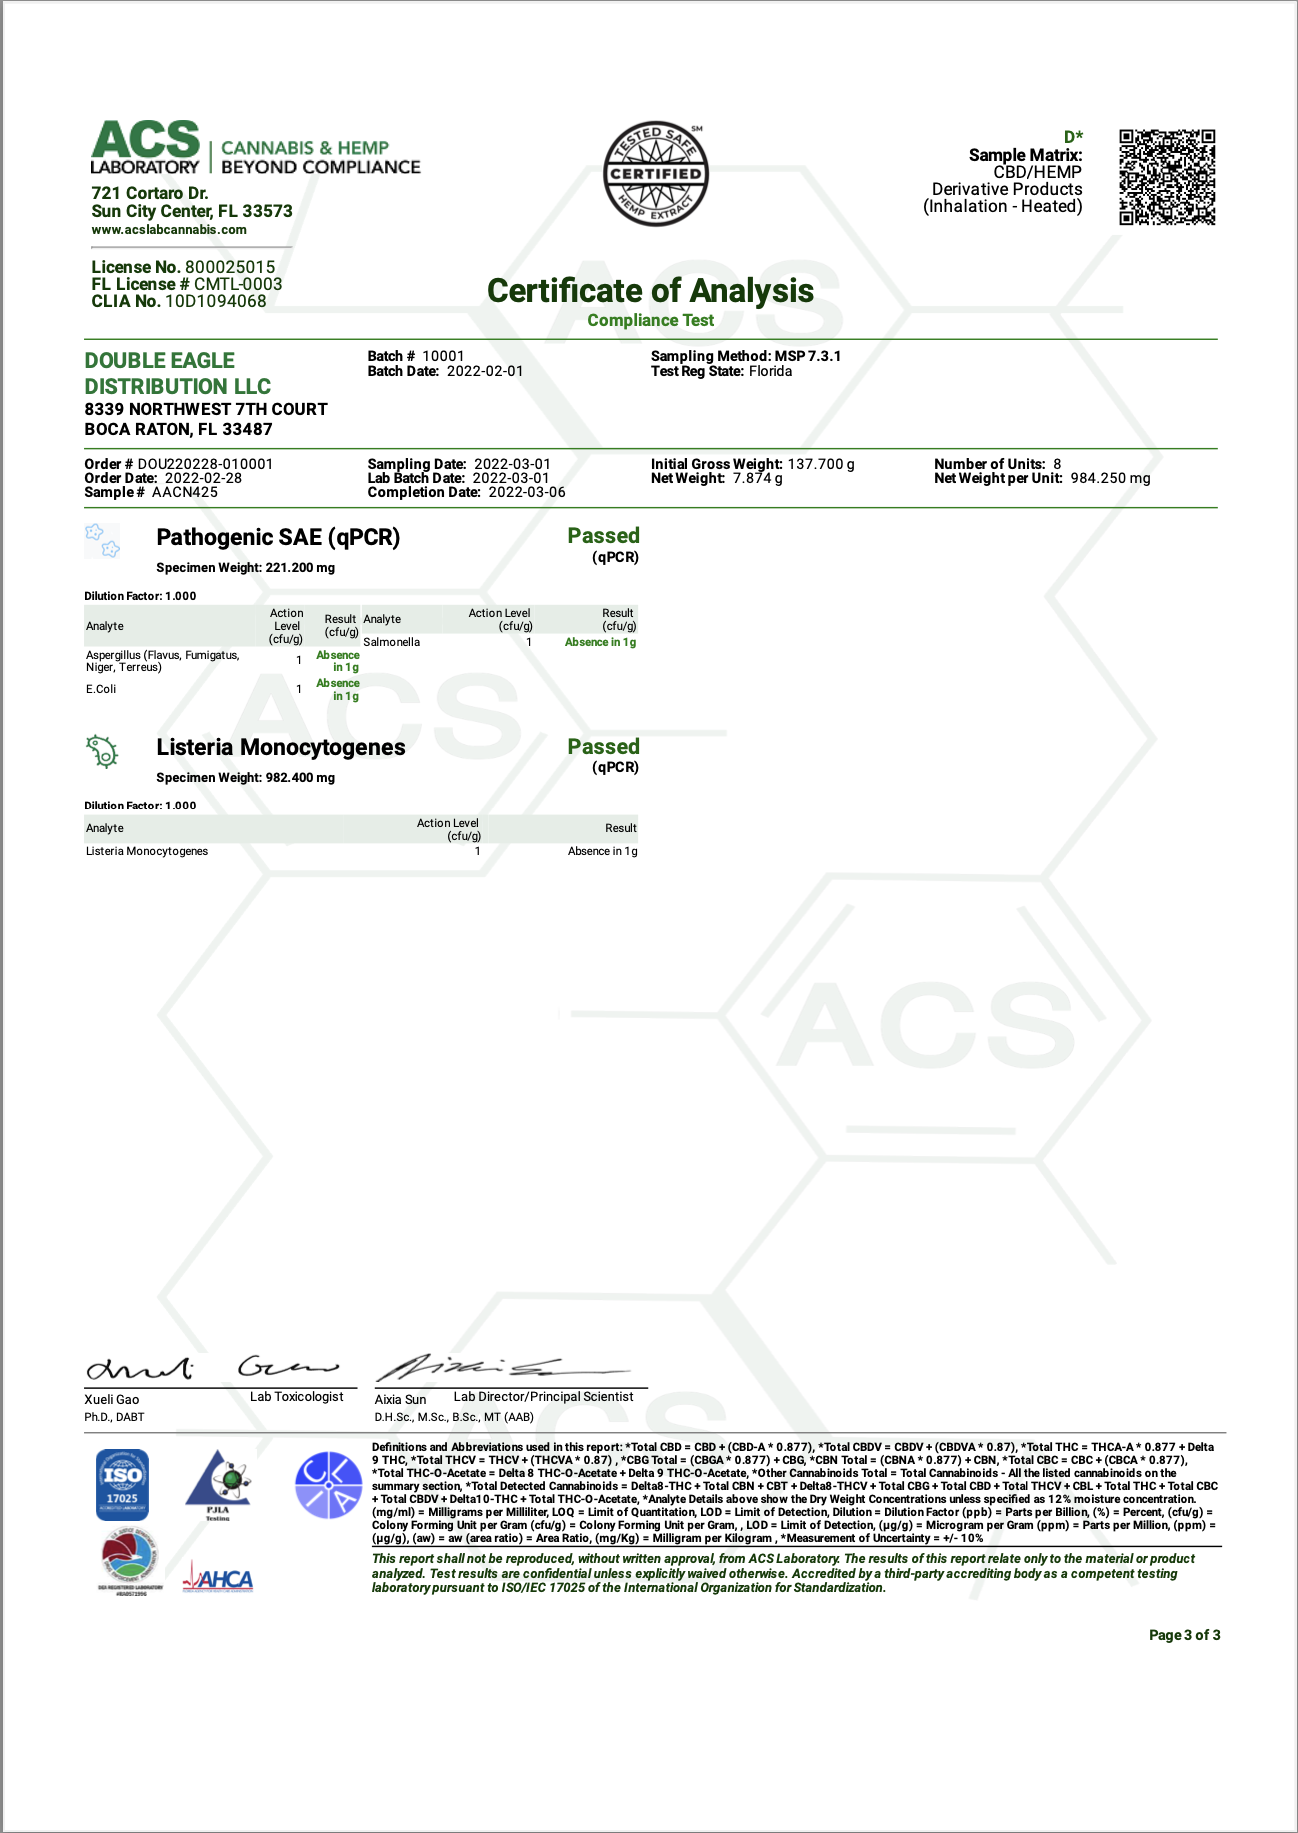 ACS
LABORATORY
CANNABIS & HEMP
BEYOND COMPLIANCE
721 Cortaro Dr.
Sun City Center, FL 33573
www.acslabcannabis.com
License No. 800025015
FL License # CMTL-0003
CLIA No. 10D1094068
TESTED SAFE
SM
CERTIFIED
HEMP EXTRACT
D*
Sample Matrix:
CBD/HEMP
Derivative Products
(Inhalation - Heated)
Certificate of Analysis
Compliance Test
DOUBLE EAGLE
DISTRIBUTION LLC
8339 NORTHWEST 7TH COURT
BOCA RATON, FL 33487
Batch # 10001
Batch Date: 2022-02-01
Sampling Method: MSP 7.3.1
Test Reg State: Florida
Order # DOU220228-010001
Order Date: 2022-02-28
Sample # AACN425
Sampling Date: 2022-03-01
Lab Batch Date: 2022-03-01
Completion Date: 2022-03-06
Initial Gross Weight: 137.700 g
Net Weight: 7.874 g
Number of Units: 8
Net Weight per Unit: 984.250 mg
Pathogenic SAE (qPCR)
Specimen Weight: 221.200 mg
Passed
(qPCR)
Dilution Factor: 1.000
Analyte Action Level (cfu/g) Result (cfu/g) Analyte Action Level (cfu/g) Result (cfu/g)
Salmonella 1 Absence in 1g
Aspergillus (Flavus, Fumigatus, Niger, Terreus) 1 Absence in 1g
E.Coli 1 Absence in 1g
Listeria Monocytogenes
Specimen Weight: 982.400 mg
Passed
(qPCR)
Dilution Factor: 1.000
Analyte Action Level (cfu/g) Result
Listeria Monocytogenes 1 Absence in 1g
ACS
ACS
ACS
ACS
Xueli Gao Lab Toxicologist
Ph.D., DABT
Aixia Sun Lab Director/Principal Scientist
D.H.Sc., M.Sc., B.Sc., MT (AAB)
ISO
17025
PJLA
Testing
CLIA
AHCA
Definitions and Abbreviations used in this report: *Total CBD = CBD + (CBD-A * 0.877), *Total CBDV = CBDV + (CBDVA * 0.87), *Total THC = THCA-A * 0.877 + Delta
9 THC, *Total THCV = THCV + (THCVA * 0.87) , *CBG Total = (CBGA * 0.877) + CBG, *CBN Total = (CBNA * 0.877) + CBN, *Total CBC = CBC + (CBCA * 0.877),
*Total THC-O-Acetate = Delta 8 THC-O-Acetate + Delta 9 THC-O-Acetate, *Other Cannabinoids Total = Total Cannabinoids - All the listed cannabinoids on the
summary section, *Total Detected Cannabinoids = Delta8-THC + Total CBN + CBT + Delta8-THCV + Total CBG + Total CBD + Total THCV + CBL + Total THC + Total CBC
+ Total CBDV + Delta10-THC + Total THC-O-Acetate, *Analyte Details above show the Dry Weight Concentrations unless specified as 12% moisture concentration.
(mg/ml) = Milligrams per Milliliter, LOQ = Limit of Quantitation, LOD = Limit of Detection, Dilution = Dilution Factor (ppb) = Parts per Billion, (%) = Percent, (cfu/g) =
Colony Forming Unit per Gram (cfu/g) = Colony Forming Unit per Gram, , LOD = Limit of Detection, (µg/g) = Microgram per Gram (ppm) = Parts per Million, (ppm) =
(µg/g), (aw) = aw (area ratio) = Area Ratio, (mg/Kg) = Milligram per Kilogram , *Measurement of Uncertainty = +/- 10%
This report shall not be reproduced, without written approval, from ACS Laboratory. The results of this report relate only to the material or product
analyzed. Test results are confidential unless explicitly waived otherwise. Accredited by a third-party accrediting body as a competent testing
laboratory pursuant to ISO/IEC 17025 of the International Organization for Standardization.
Page 3 of 3